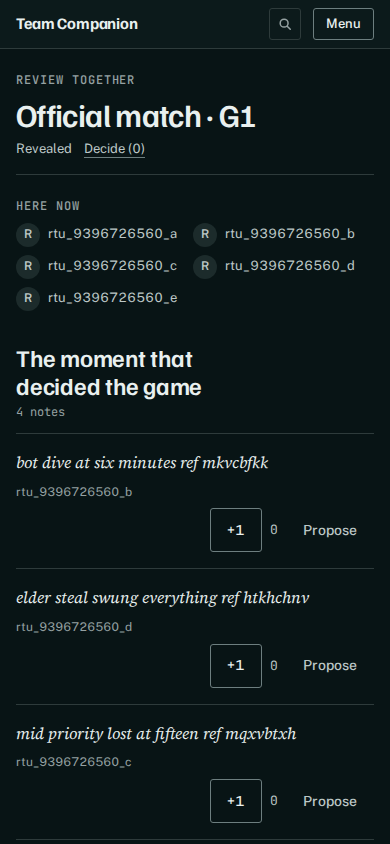 Team Companion
Menu
REVIEW TOGETHER
Official match · G1
Revealed Decide (0)
HERE NOW
R rtu_9396726560_a R rtu_9396726560_b
R rtu_9396726560_c R rtu_9396726560_d
R rtu_9396726560_e
The moment that
decided the game
4 notes
bot dive at six minutes ref mkvcbfkk
rtu_9396726560_b
+1 0 Propose
elder steal swung everything ref htkhchnv
rtu_9396726560_d
+1 0 Propose
mid priority lost at fifteen ref mqxvbtxh
rtu_9396726560_c
+1 0 Propose